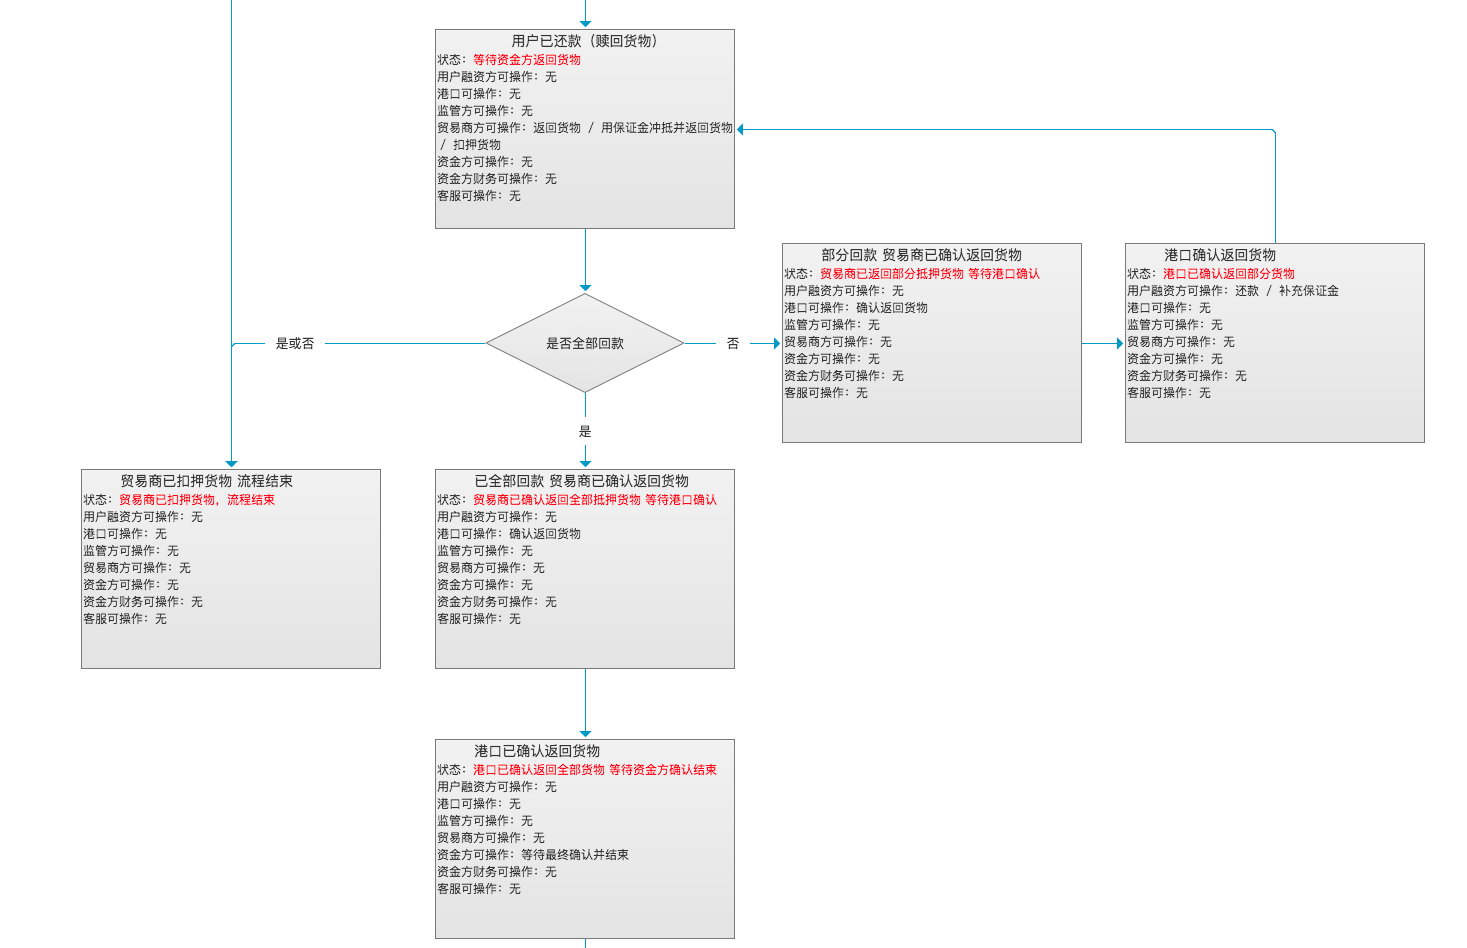 用户已还款（赎回货物）
状态：等待资金方返回货物
用户融资方可操作：无
港口可操作：无
监管方可操作：无
贸易商方可操作：返回货物 / 用保证金冲抵并返回货物
/ 扣押货物
资金方可操作：无
资金方财务可操作：无
客服可操作：无
部分回款 贸易商已确认返回货物
状态：贸易商已返回部分抵押货物 等待港口确认
用户融资方可操作：无
港口可操作：确认返回货物
监管方可操作：无
贸易商方可操作：无
资金方可操作：无
资金方财务可操作：无
客服可操作：无
港口确认返回货物
状态：港口已确认返回部分货物
用户融资方可操作：还款 / 补充保证金
港口可操作：无
监管方可操作：无
贸易商方可操作：无
资金方可操作：无
资金方财务可操作：无
客服可操作：无
是或否
是否全部回款
否
是
贸易商已扣押货物 流程结束
状态：贸易商已扣押货物，流程结束
用户融资方可操作：无
港口可操作：无
监管方可操作：无
贸易商方可操作：无
资金方可操作：无
资金方财务可操作：无
客服可操作：无
已全部回款 贸易商已确认返回货物
状态：贸易商已确认返回全部抵押货物 等待港口确认
用户融资方可操作：无
港口可操作：确认返回货物
监管方可操作：无
贸易商方可操作：无
资金方可操作：无
资金方财务可操作：无
客服可操作：无
港口已确认返回货物
状态：港口已确认返回全部货物 等待资金方确认结束
用户融资方可操作：无
港口可操作：无
监管方可操作：无
贸易商方可操作：无
资金方可操作：等待最终确认并结束
资金方财务可操作：无
客服可操作：无